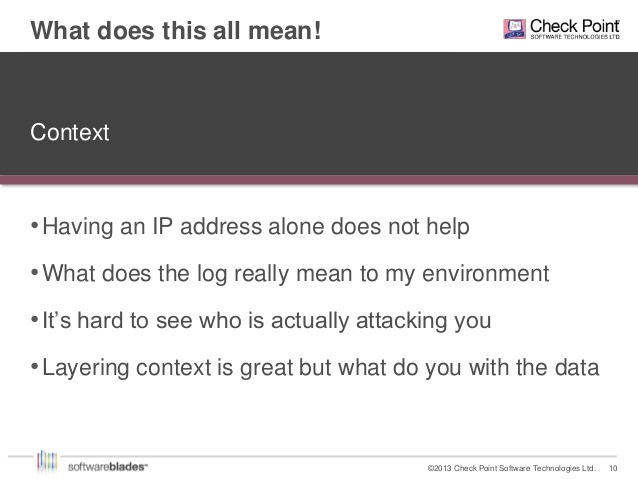 What does this all mean!
Check Point
SOFTWARE TECHNOLOGIES LTD.
Context
•Having an IP address alone does not help
•What does the log really mean to my environment
•It’s hard to see who is actually attacking you
•Layering context is great but what do you with the data
softwareblades™
©2013 Check Point Software Technologies Ltd. 10